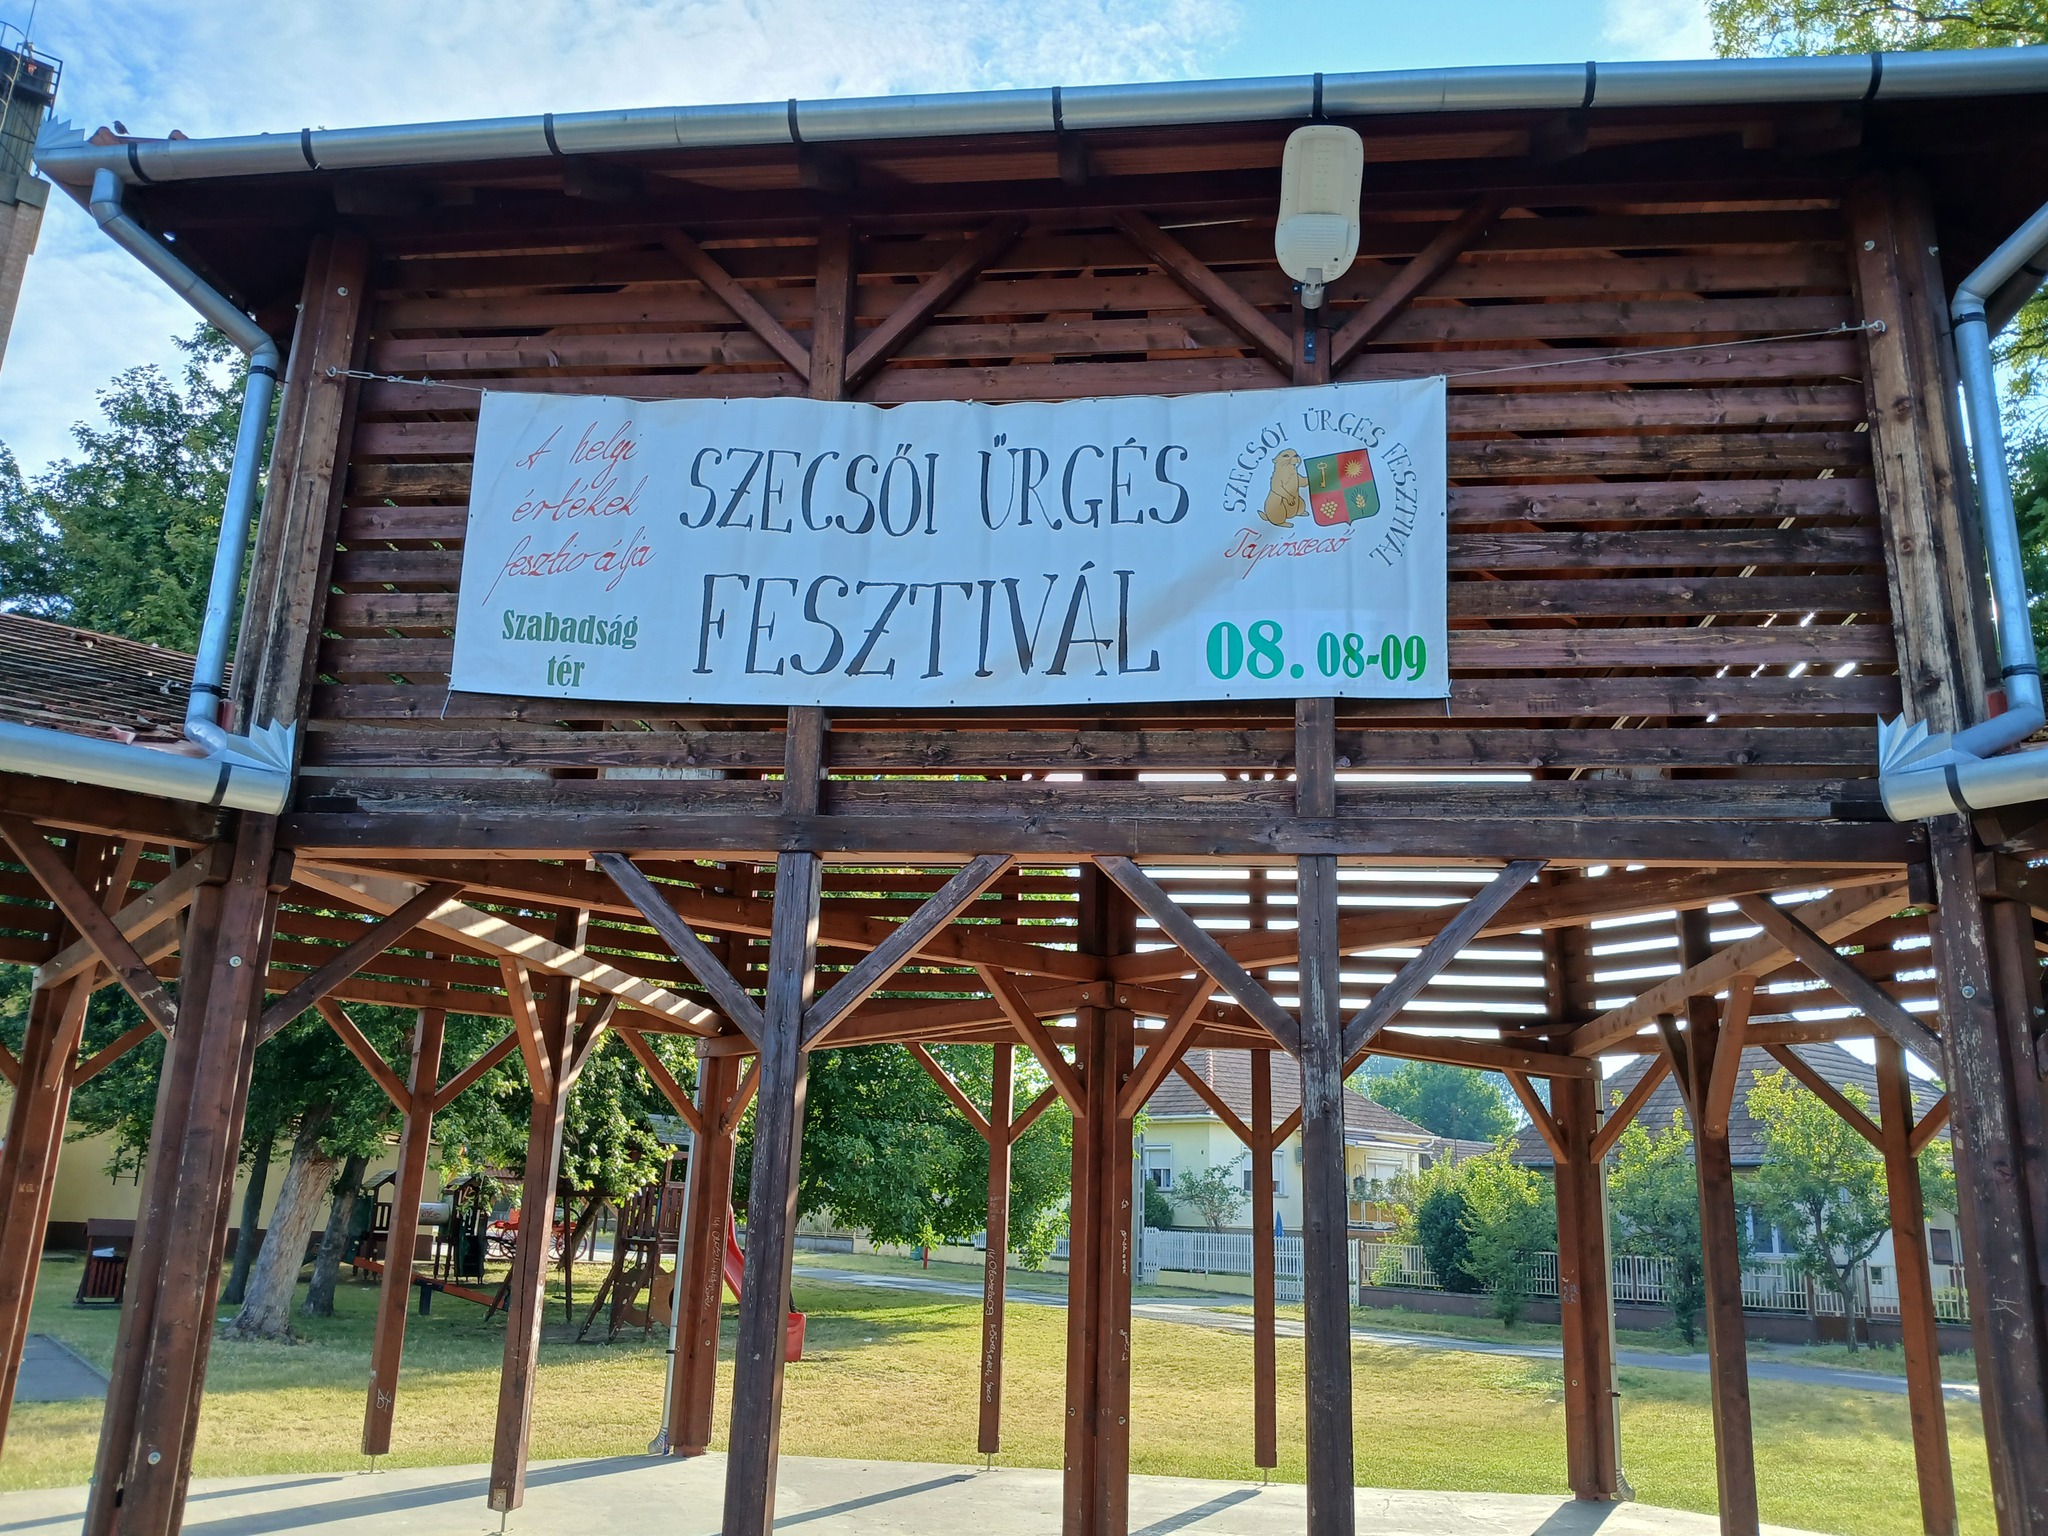 A helyi
értékek
fesztiválja
Szabadság
tér
SZECSŐI ÜRGÉS
FESZTIVÁL
SZECSŐI ÜRGÉS FESZTIVÁL
Tápiószecső
08. 08-09